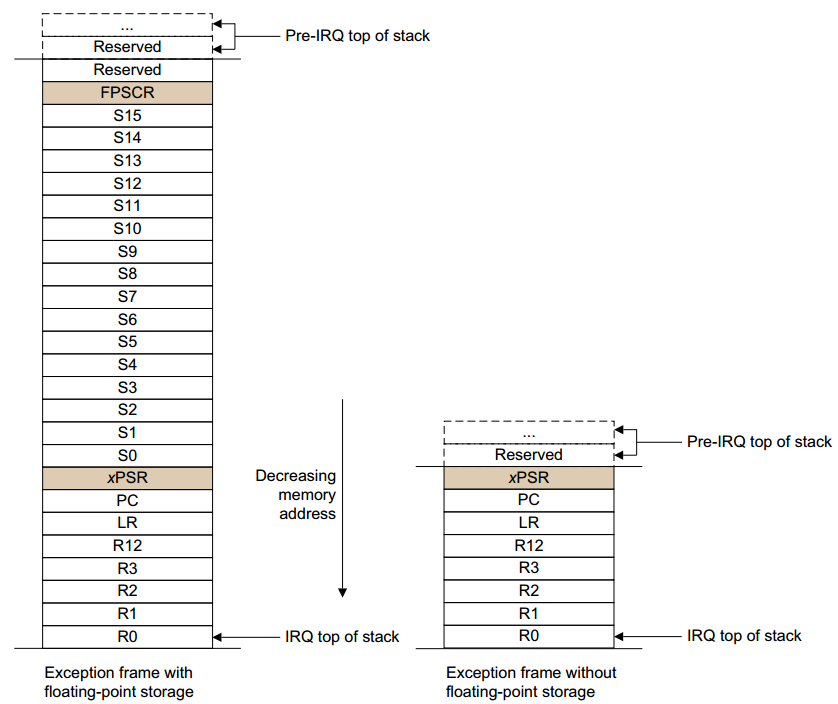 ...
Pre-IRQ top of stack
Reserved
Reserved
FPSCR
S15
S14
S13
S12
S11
S10
S9
S8
S7
S6
S5
S4
S3
S2
S1
S0
xPSR
PC
LR
R12
R3
R2
R1
R0
IRQ top of stack
Exception frame with
floating-point storage
Decreasing
memory
address
...
Pre-IRQ top of stack
Reserved
xPSR
PC
LR
R12
R3
R2
R1
R0
IRQ top of stack
Exception frame without
floating-point storage